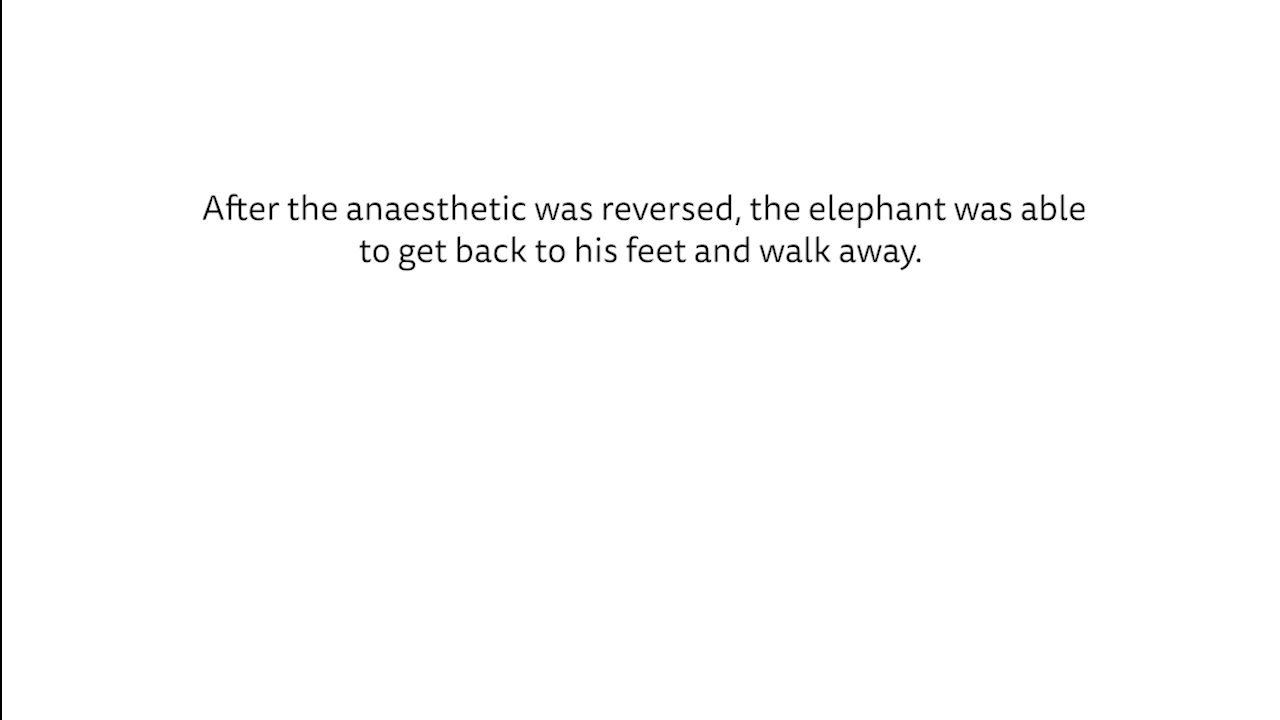 After the anaesthetic was reversed, the elephant was able
to get back to his feet and walk away.